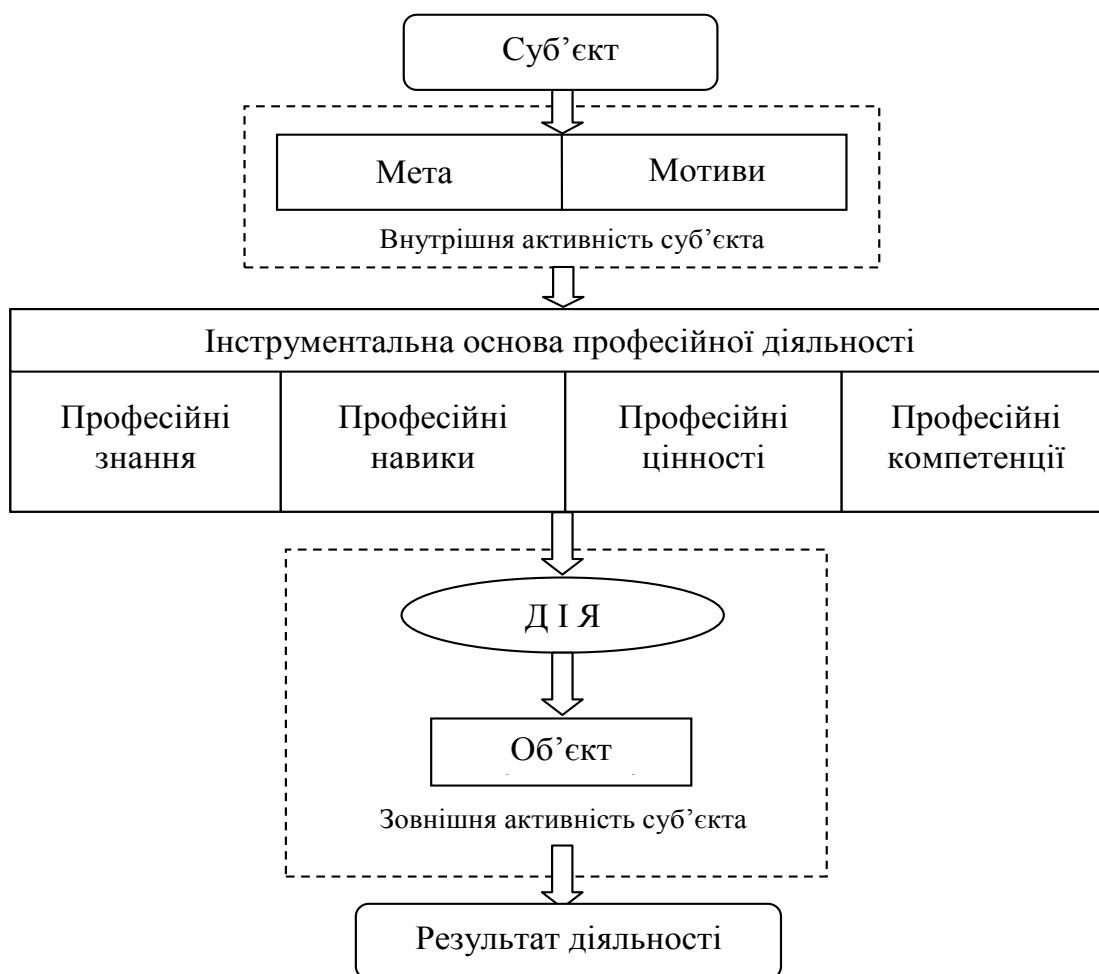 Суб’єкт
Мета
Мотиви
Внутрішня активність суб’єкта
Інструментальна основа професійної діяльності
Професійні
знання
Професійні
навики
Професійні
цінності
Професійні
компетенції
Д І Я
Об’єкт
Зовнішня активність суб’єкта
Результат діяльності